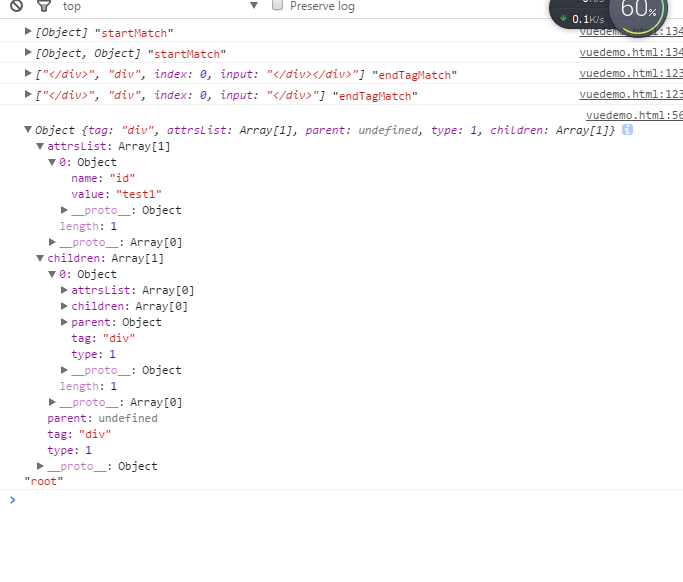 top Preserve log
60%
0.1K/s
[Object] "startMatch" vuedemo.html:134
[Object, Object] "startMatch" vuedemo.html:134
["</div>", "div", index: 0, input: "</div></div>"] "endTagMatch" vuedemo.html:123
["</div>", "div", index: 0, input: "</div>"] "endTagMatch" vuedemo.html:123
vuedemo.html:56
Object {tag: "div", attrsList: Array[1], parent: undefined, type: 1, children: Array[1]}
attrsList: Array[1]
0: Object
name: "id"
value: "test1"
__proto__: Object
length: 1
__proto__: Array[0]
children: Array[1]
0: Object
attrsList: Array[0]
children: Array[0]
parent: Object
tag: "div"
type: 1
__proto__: Object
length: 1
__proto__: Array[0]
parent: undefined
tag: "div"
type: 1
__proto__: Object
"root"